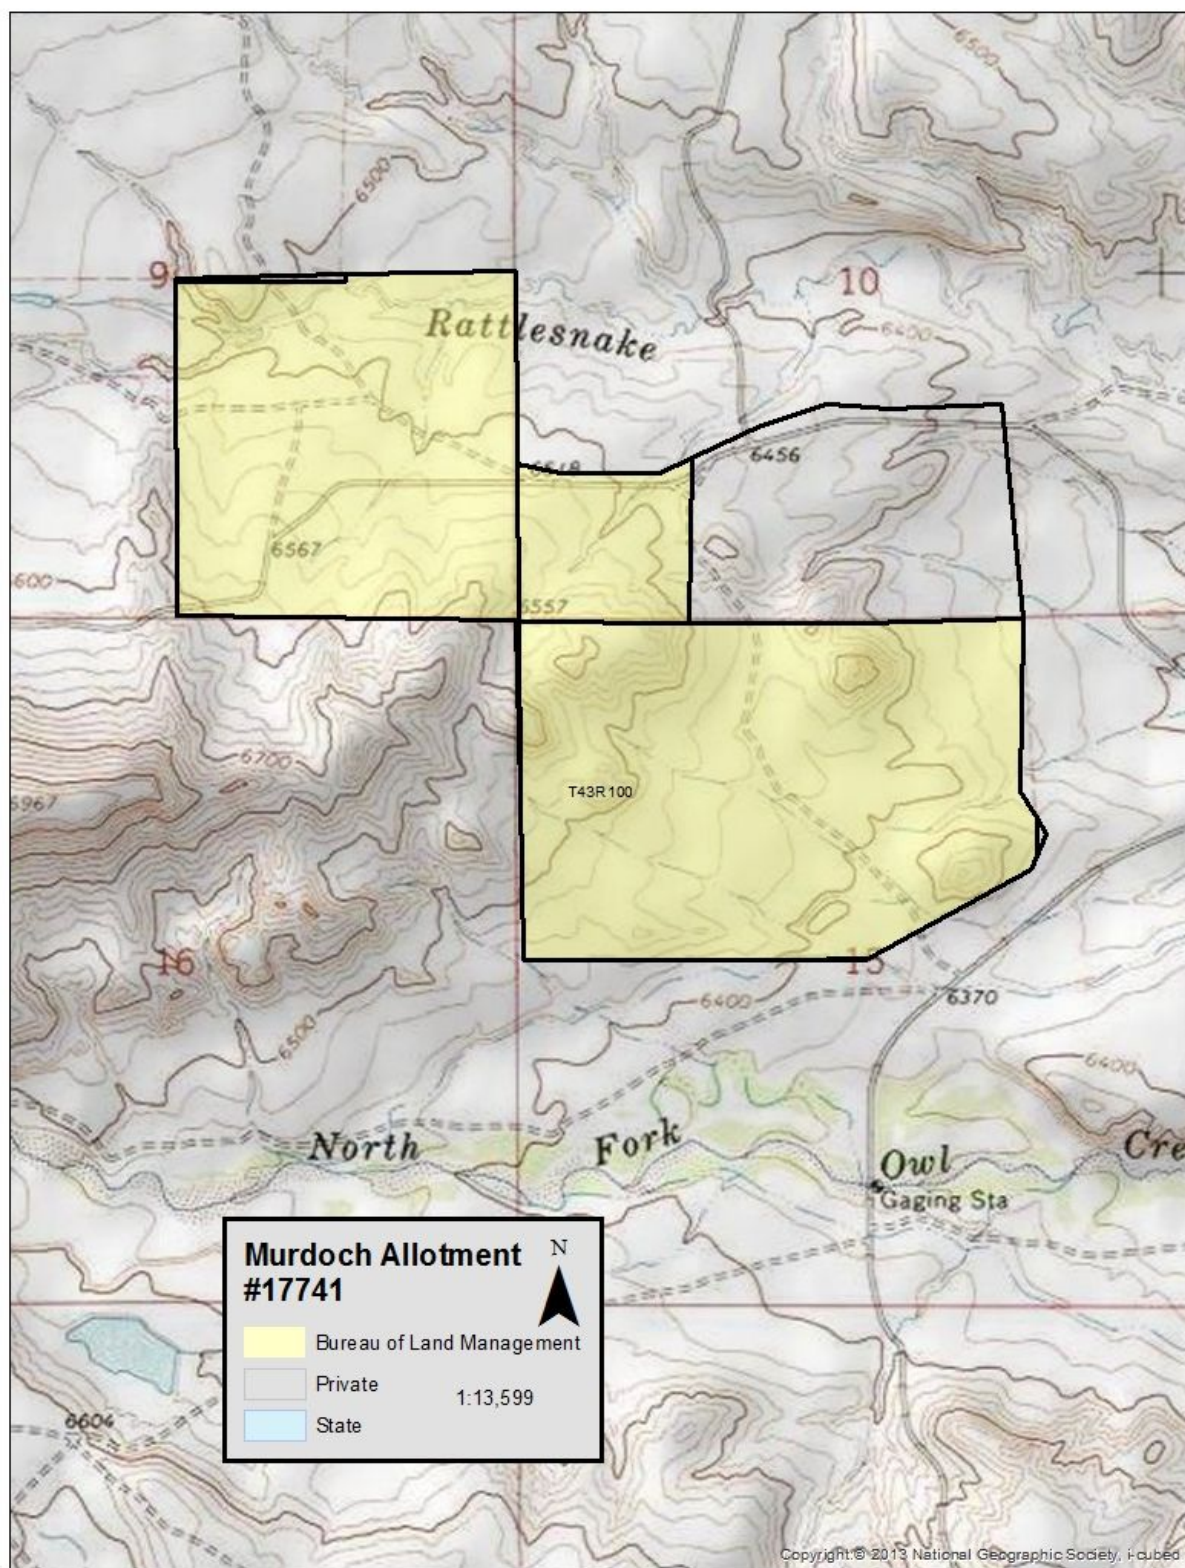 6500
6500
9
10
Rattlesnake
6400
6456
6567
6557
600
6700
T43R100
5967
16
15
6400
6370
6500
6400
North Fork Owl Cre
Gaging Sta
Murdoch Allotment
#17741
N
Bureau of Land Management
Private
1:13,599
State
6604
Copyright:© 2013 National Geographic Society, i-cubed